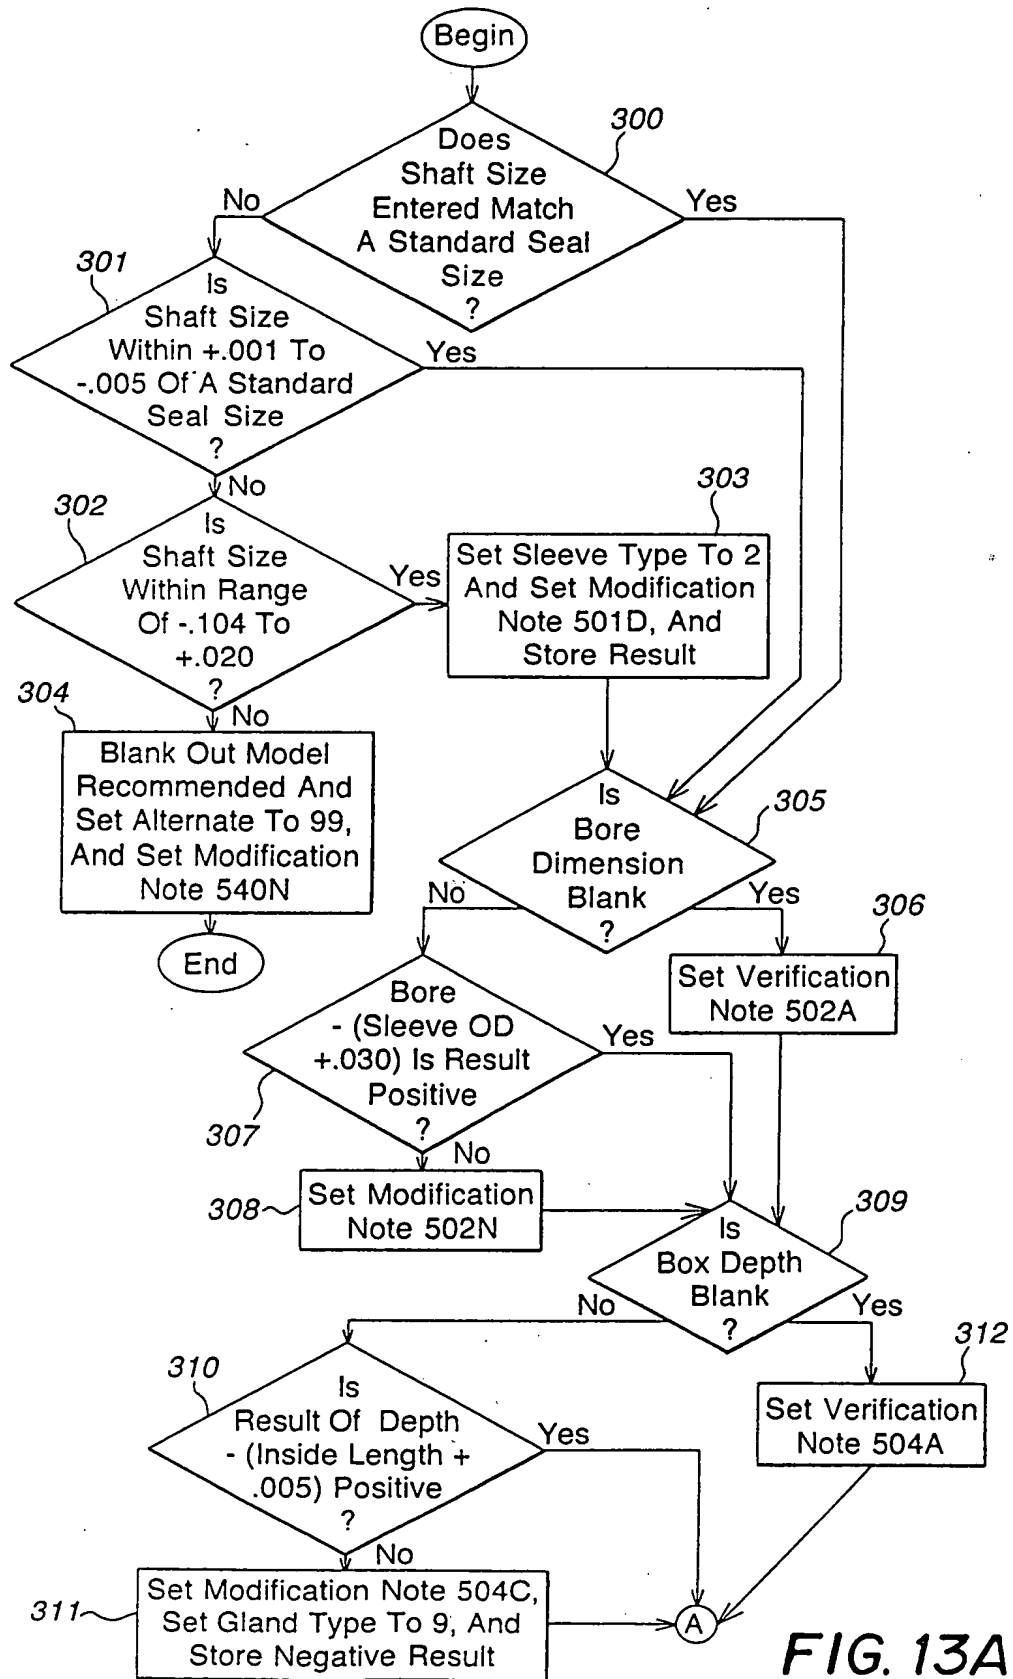 Begin
300
Does
Shaft Size
Entered Match
A Standard Seal
Size
?
No
Yes
301
Is
Shaft Size
Within +.001 To
-.005 Of A Standard
Seal Size
?
Yes
No
302
Is
Shaft Size
Within Range
Of -.104 To
+.020
?
Yes
No
303
Set Sleeve Type To 2
And Set Modification
Note 501D, And
Store Result
304
Blank Out Model
Recommended And
Set Alternate To 99,
And Set Modification
Note 540N
End
305
Is
Bore
Dimension
Blank
?
No
Yes
306
Set Verification
Note 502A
Bore
- (Sleeve OD
+.030) Is Result
Positive
?
Yes
307
No
308
Set Modification
Note 502N
309
Is
Box Depth
Blank
?
No
Yes
310
Is
Result Of Depth
- (Inside Length +
.005) Positive
?
Yes
No
312
Set Verification
Note 504A
311
Set Modification Note 504C,
Set Gland Type To 9, And
Store Negative Result
A
FIG. 13A